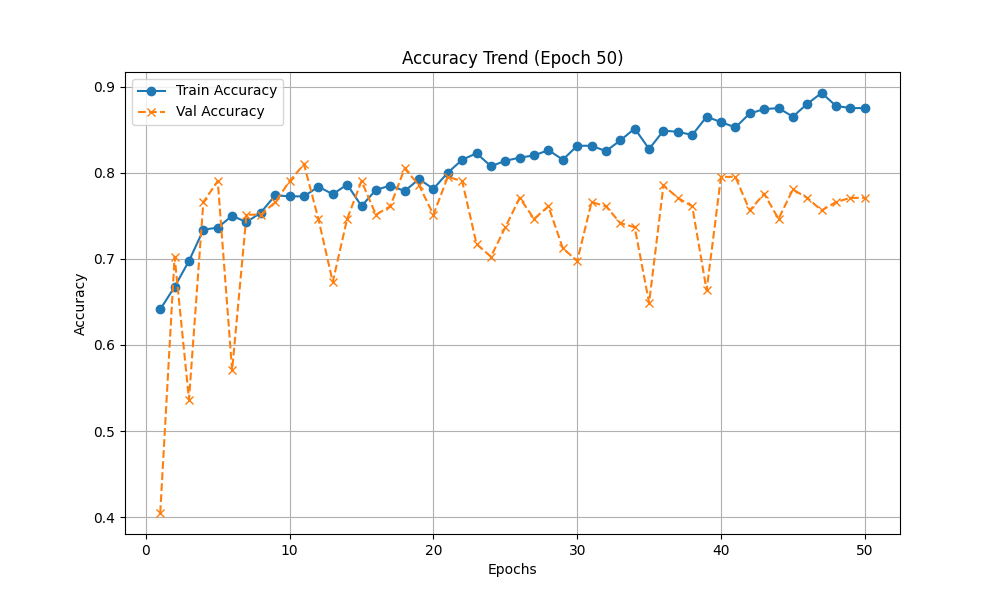 Accuracy Trend (Epoch 50)
Train Accuracy
Val Accuracy
0.9
0.8
0.7
0.6
0.5
0.4
Accuracy
0 10 20 30 40 50
Epochs